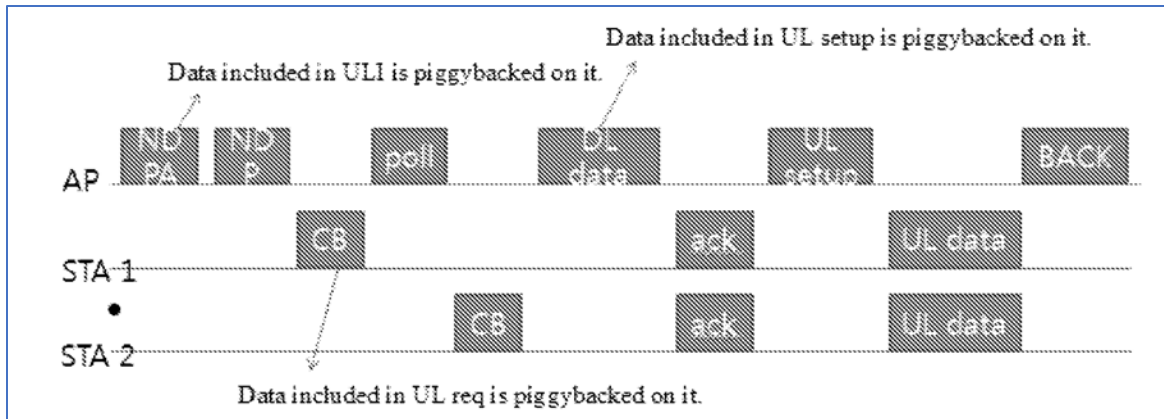 Data included in UL setup is piggybacked on it.
Data included in ULI is piggybacked on it.
AP
ND
PA
ND
P
poll
DL
data
UL
setup
BACK
STA 1
CB
ack
UL data
STA 2
CB
ack
UL data
Data included in UL req is piggybacked on it.